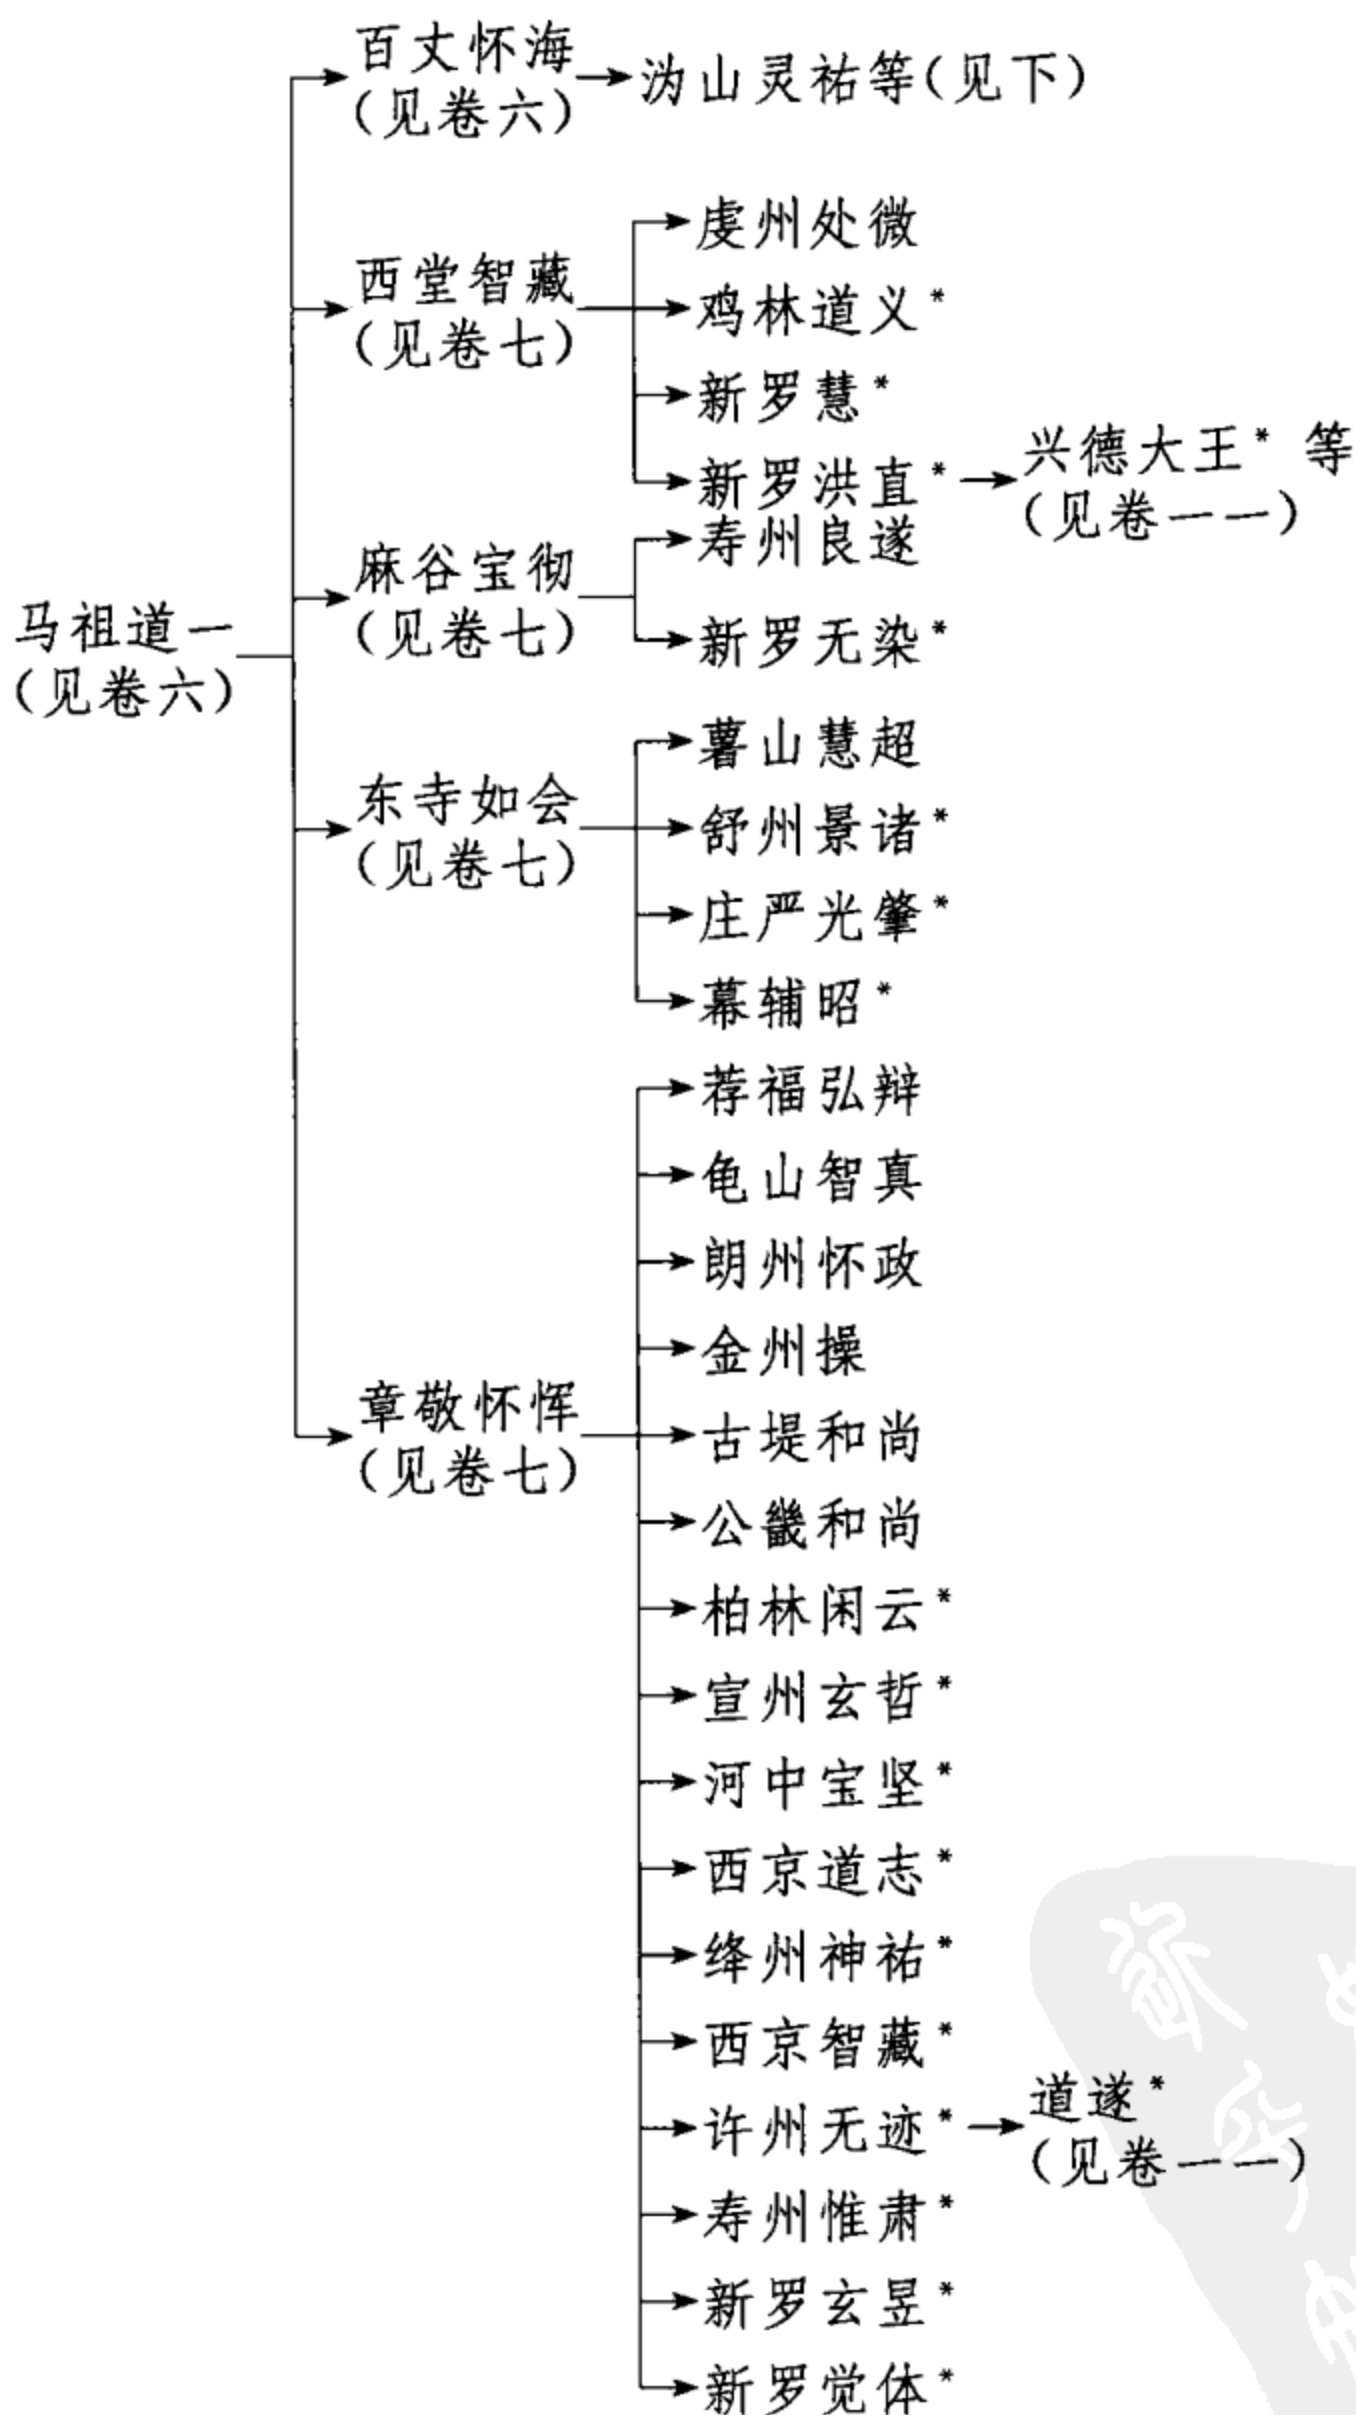 马祖道一
（见卷六）
百丈怀海
（见卷六）
沩山灵祐等（见下）
西堂智藏
（见卷七）
虔州处微
鸡林道义*
新罗慧*
新罗洪直*
兴德大王* 等
（见卷一一）
麻谷宝彻
（见卷七）
寿州良遂
新罗无染*
东寺如会
（见卷七）
薯山慧超
舒州景诸*
庄严光肇*
幕辅昭*
章敬怀恽
（见卷七）
荐福弘辩
龟山智真
朗州怀政
金州操
古堤和尚
公畿和尚
柏林闲云*
宣州玄哲*
河中宝坚*
西京道志*
绛州神祐*
西京智藏*
许州无迹*
道遂*
（见卷一一）
寿州惟肃*
新罗玄昱*
新罗觉体*